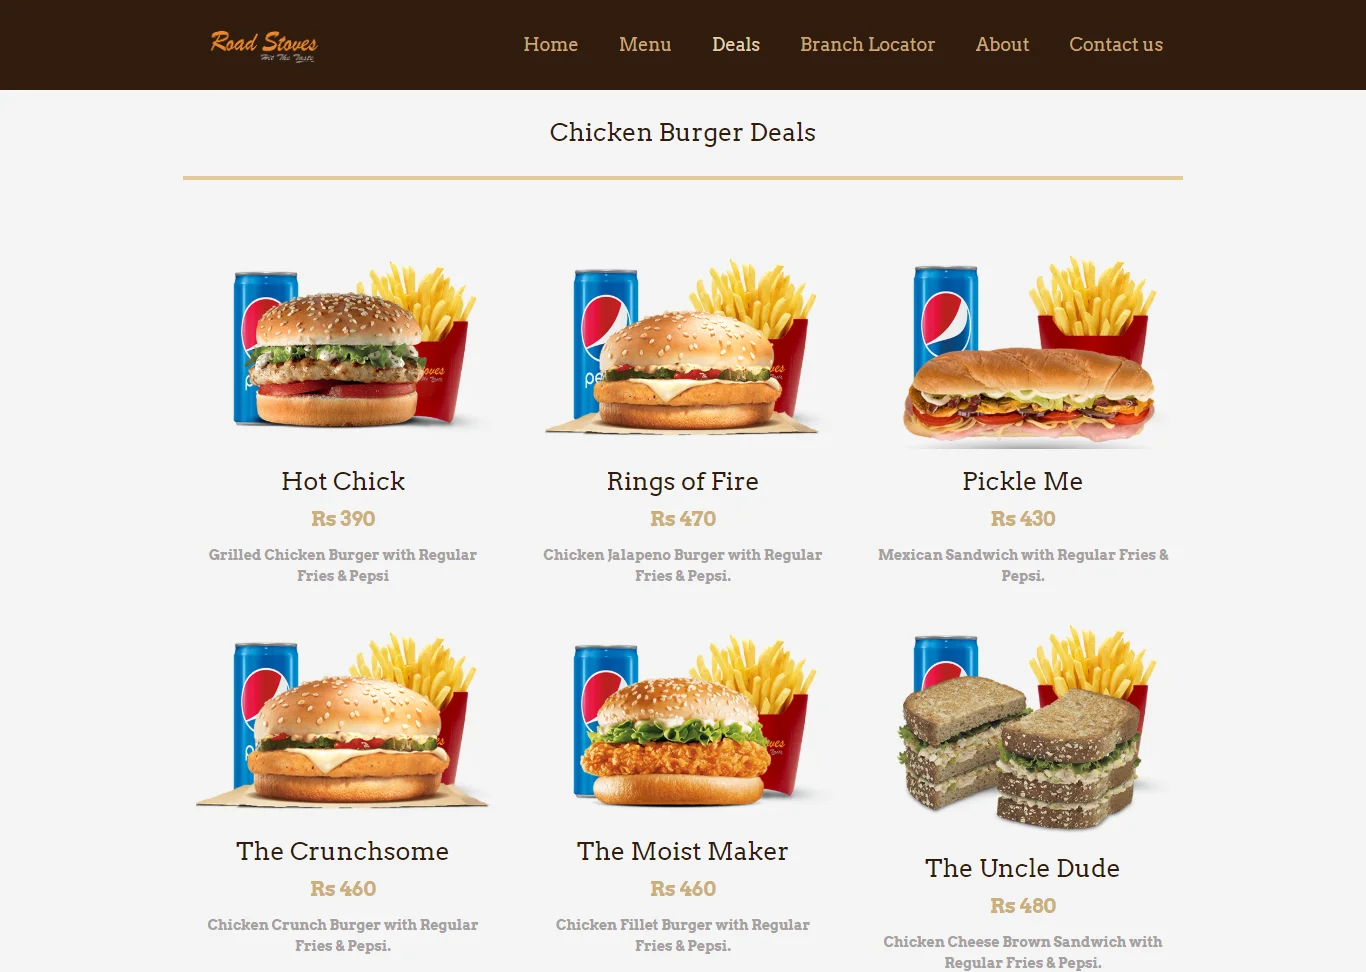 Road Stoves
Hit The Taste
Home
Menu
Deals
Branch Locator
About
Contact us
Chicken Burger Deals
Hot Chick
Rs 390
Grilled Chicken Burger with Regular
Fries & Pepsi
Rings of Fire
Rs 470
Chicken Jalapeno Burger with Regular
Fries & Pepsi.
Pickle Me
Rs 430
Mexican Sandwich with Regular Fries &
Pepsi.
The Crunchsome
Rs 460
Chicken Crunch Burger with Regular
Fries & Pepsi.
The Moist Maker
Rs 460
Chicken Fillet Burger with Regular
Fries & Pepsi.
The Uncle Dude
Rs 480
Chicken Cheese Brown Sandwich with
Regular Fries & Pepsi.